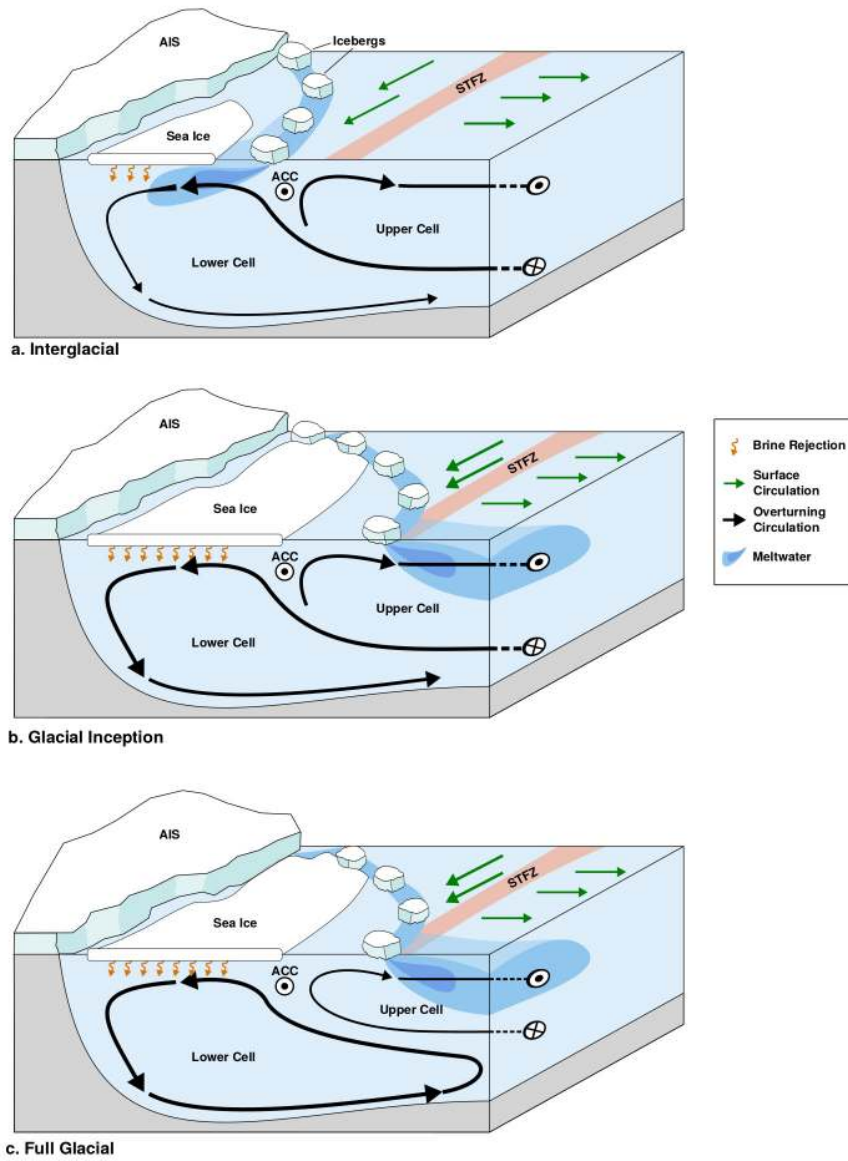 AIS
Icebergs
STFZ
Sea Ice
ACC
Upper Cell
Lower Cell
a. Interglacial
AIS
STFZ
Sea Ice
ACC
Upper Cell
Lower Cell
b. Glacial Inception
Brine Rejection
Surface
Circulation
Overturning
Circulation
Meltwater
AIS
STFZ
Sea Ice
ACC
Upper Cell
Lower Cell
c. Full Glacial